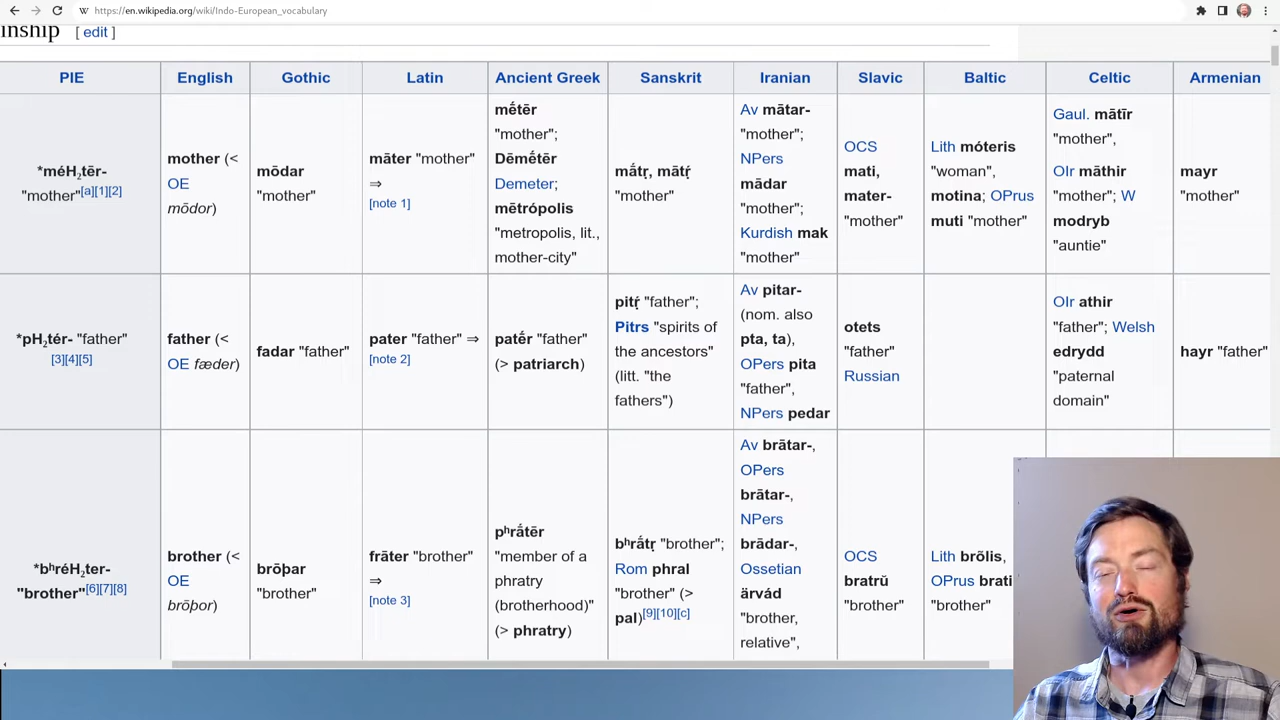 https://en.wikipedia.org/wiki/Indo-European_vocabulary
inship [ edit ]
PIE
English
Gothic
Latin
Ancient Greek
Sanskrit
Iranian
Slavic
Baltic
Celtic
Armenian
*méH₂tēr-
"mother"[a][1][2]
mother (<
OE
mōdor)
mōdar
"mother"
māter "mother"
⇒
[note 1]
mḗtēr
"mother";
Dēmḗtēr
Demeter;
mētrópolis
"metropolis, lit.,
mother-city"
mā́tṛ, mātṛ́
"mother"
Av mātar-
"mother";
NPers
mādar
"mother";
Kurdish mak
"mother"
OCS
mati,
mater-
"mother"
Lith móteris
"woman",
motina; OPrus
muti "mother"
Gaul. mātīr
"mother",
OIr māthir
"mother"; W
modryb
"auntie"
mayr
"mother"
*pH₂tér- "father"
[3][4][5]
father (<
OE fæder)
fadar "father"
pater "father" ⇒
[note 2]
patḗr "father"
(> patriarch)
pitṛ́ "father";
Pitrs "spirits of
the ancestors"
(litt. "the
fathers")
Av pitar-
(nom. also
pta, ta),
OPers pita
"father",
NPers pedar
otets
"father"
Russian
OIr athir
"father"; Welsh
edrydd
"paternal
domain"
hayr "father"
*bʰréH₂ter-
"brother"[6][7][8]
brother (<
OE
brōþor)
brōþar
"brother"
frāter "brother"
⇒
[note 3]
pʰrā́tēr
"member of a
phratry
(brotherhood)"
(> phratry)
bʰrā́tṛ "brother";
Rom phral
"brother" (>
pal)[9][10][c]
Av brātar-,
OPers
brātar-,
NPers
brādar-,
Ossetian
ärvád
"brother,
relative",
OCS
bratrŭ
"brother"
Lith brōlis,
OPrus brati
"brother"